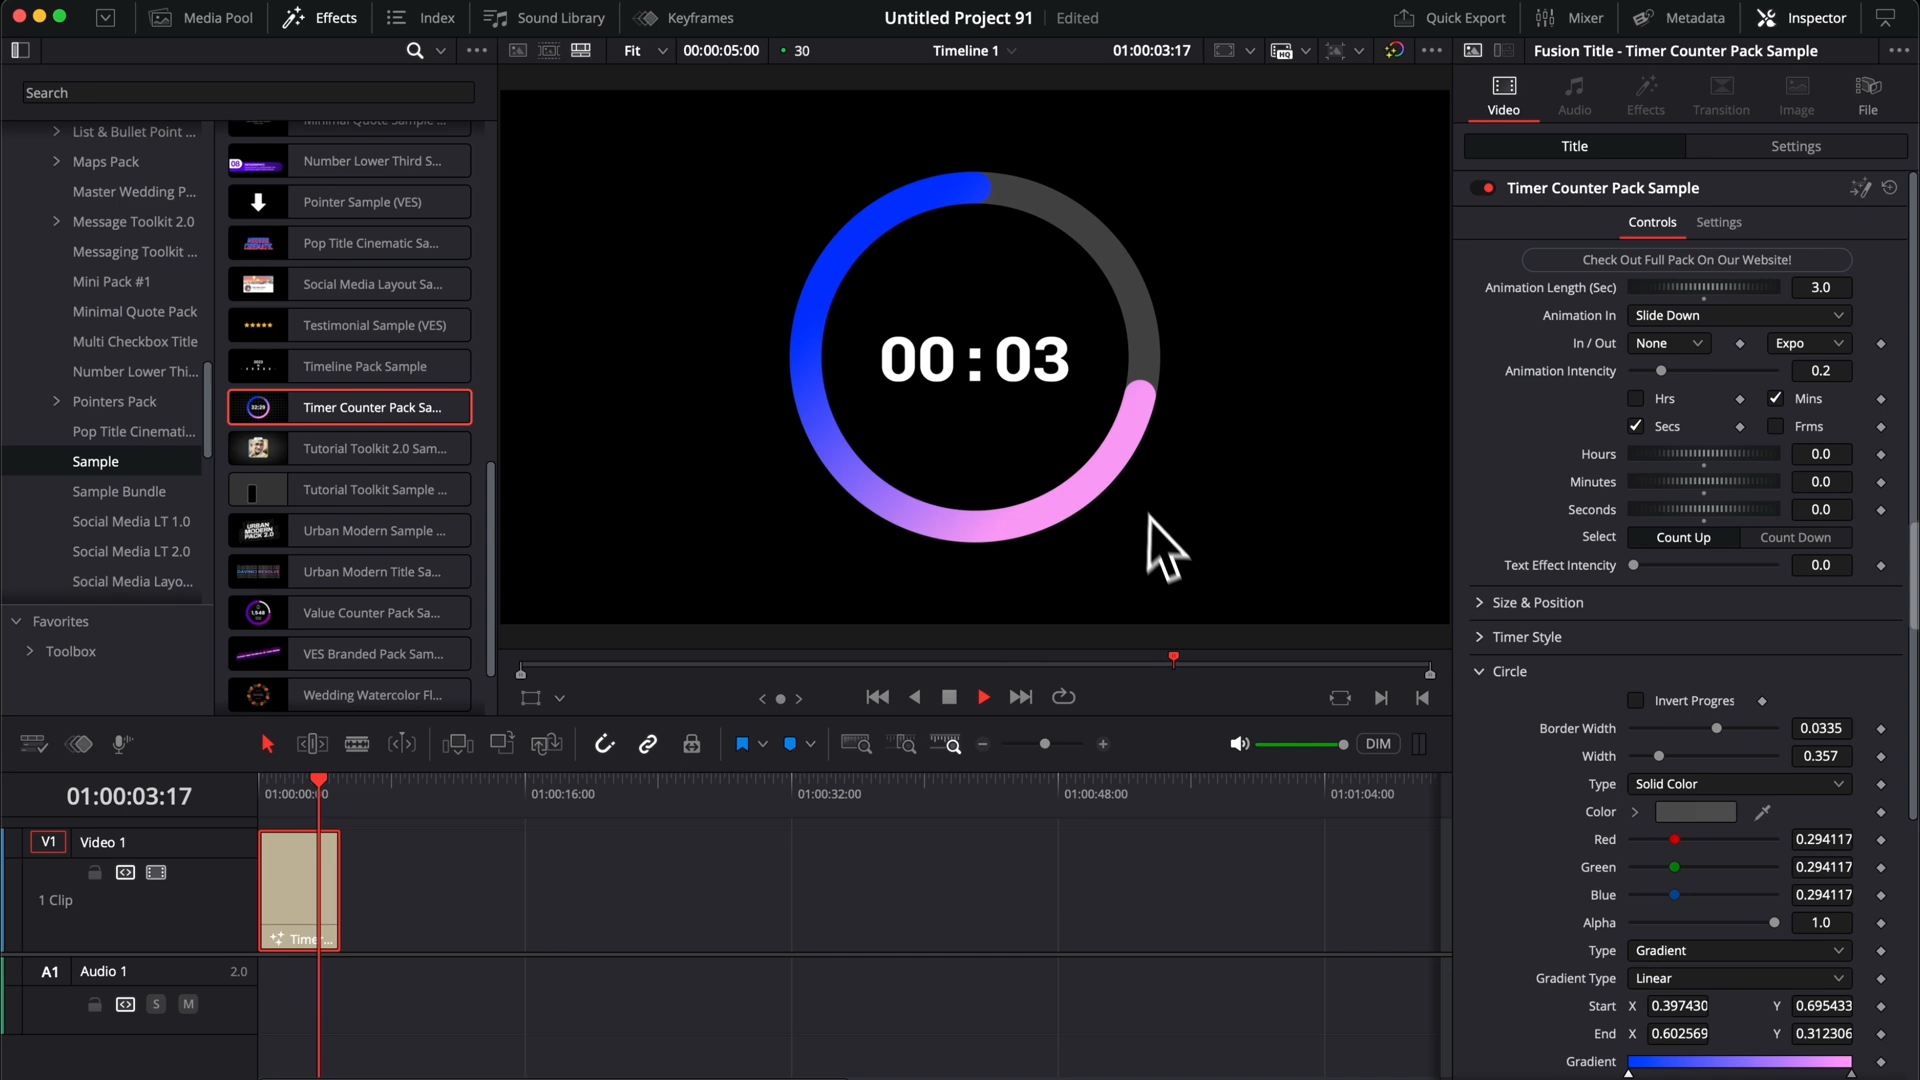 Media Pool
Effects
Index
Sound Library
Keyframes
Untitled Project 91
Edited
Quick Export
Mixer
Metadata
Inspector
Fit
00:00:05:00
30
Timeline 1
01:00:03:17
HQ
Fusion Title - Timer Counter Pack Sample
Search
Video
Audio
Effects
Transition
Image
File
Title
Settings
List & Bullet Point ...
Maps Pack
Master Wedding P...
Message Toolkit 2.0
Messaging Toolkit ...
Mini Pack #1
Minimal Quote Pack
Multi Checkbox Title
Number Lower Thi...
Pointers Pack
Pop Title Cinemati...
Sample
Sample Bundle
Social Media LT 1.0
Social Media LT 2.0
Social Media Layo...
Favorites
Toolbox
Minimal Quote Sample ...
Number Lower Third S...
Pointer Sample (VES)
Pop Title Cinematic Sa...
Social Media Layout Sa...
Testimonial Sample (VES)
Timeline Pack Sample
Timer Counter Pack Sa...
Tutorial Toolkit 2.0 Sam...
Tutorial Toolkit Sample ...
Urban Modern Sample ...
Urban Modern Title Sa...
Value Counter Pack Sa...
VES Branded Pack Sam...
Wedding Watercolor Fl...
00:03
Timer Counter Pack Sample
Controls
Settings
Check Out Full Pack On Our Website!
Animation Length (Sec) 3.0
Animation In Slide Down
In / Out None Expo
Animation Intensity 0.2
Hrs Mins
Secs Frms
Hours 0.0
Minutes 0.0
Seconds 0.0
Select Count Up Count Down
Text Effect Intensity 0.0
Size & Position
Timer Style
Circle
Invert Progres
Border Width 0.0335
Width 0.357
Type Solid Color
Color
Red 0.294117
Green 0.294117
Blue 0.294117
Alpha 1.0
Type Gradient
Gradient Type Linear
Start X 0.397430 Y 0.695433
End X 0.602569 Y 0.312306
Gradient
DIM
01:00:03:17
01:00:00:00
01:00:16:00
01:00:32:00
01:00:48:00
01:01:04:00
V1 Video 1
1 Clip
Time...
A1 Audio 1 2.0
S M